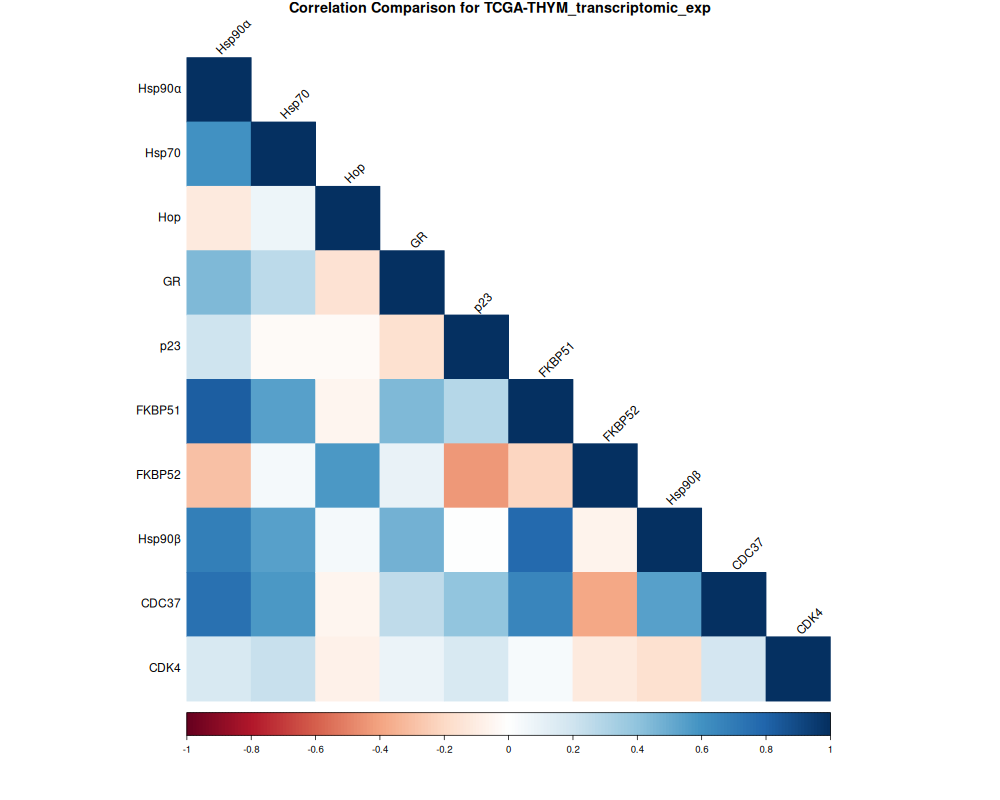 Correlation Comparison for TCGA-THYM_transcriptomic_exp
Hsp90α
Hsp90α
Hsp70
Hsp70
Hop
Hop
GR
GR
p23
p23
FKBP51
FKBP51
FKBP52
FKBP52
Hsp90β
Hsp90β
CDC37
CDC37
CDK4
CDK4
-1 -0.8 -0.6 -0.4 -0.2 0 0.2 0.4 0.6 0.8 1